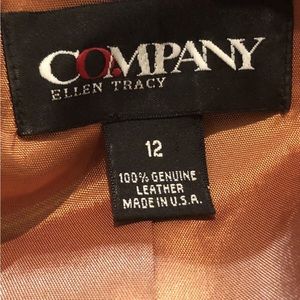 COMPANY
ELLEN TRACY
12
100% GENUINE
LEATHER
MADE IN U.S.A.